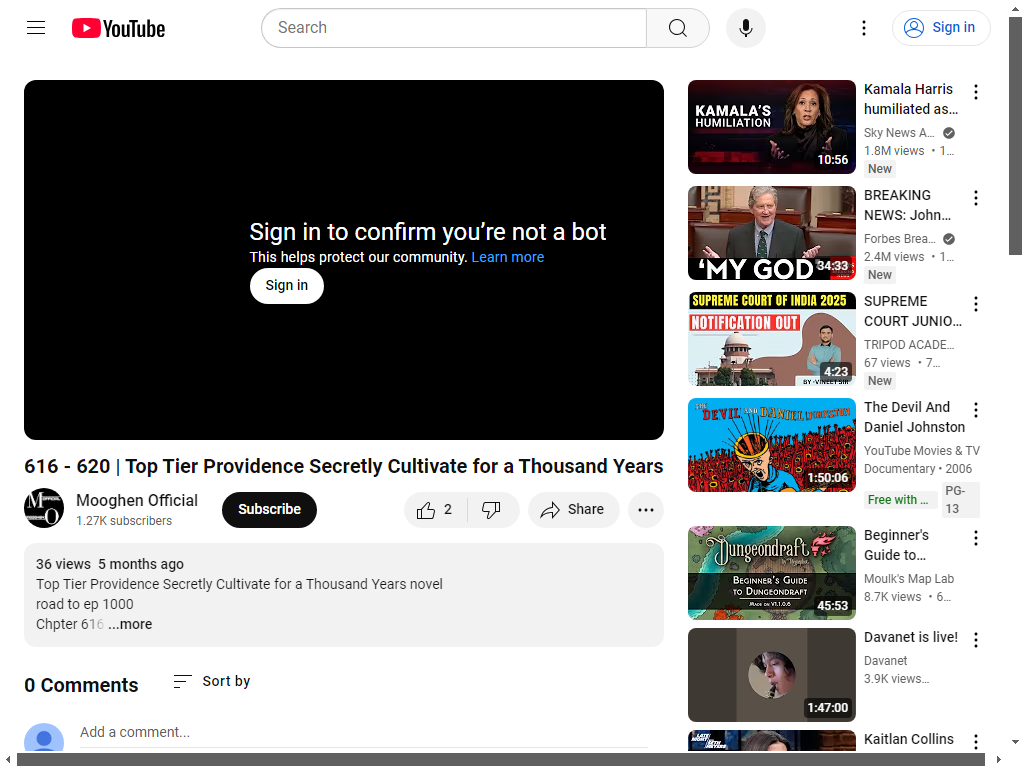 YouTube
Search
Sign in
Sign in to confirm you're not a bot
This helps protect our community. Learn more
Sign in
616 - 620 | Top Tier Providence Secretly Cultivate for a Thousand Years
Mooghen Official
1.27K subscribers
Subscribe
2
Share
36 views 5 months ago
Top Tier Providence Secretly Cultivate for a Thousand Years novel
road to ep 1000
Chpter 616 ...more
0 Comments
Sort by
Add a comment...
KAMALA'S
HUMILIATION
10:56
Kamala Harris
humiliated as...
Sky News A...
1.8M views • 1...
New
'MY GOD
34:33
BREAKING
NEWS: John...
Forbes Brea...
2.4M views • 1...
New
SUPREME COURT OF INDIA 2025
NOTIFICATION OUT
BY - VINEET SIR
4:23
SUPREME
COURT JUNIO...
TRIPOD ACADE...
67 views • 7...
New
THE DEVIL AND DANIEL JOHNSTON
1:50:06
The Devil And
Daniel Johnston
YouTube Movies & TV
Documentary • 2006
Free with ...
PG-
13
Dungeondraft
BEGINNER'S GUIDE
TO DUNGEONDRAFT
MADE ON V1.1.0.6
45:53
Beginner's
Guide to...
Moulk's Map Lab
8.7K views • 6...
1:47:00
Davanet is live!
Davanet
3.9K views...
LATE NIGHT
Kaitlan Collins